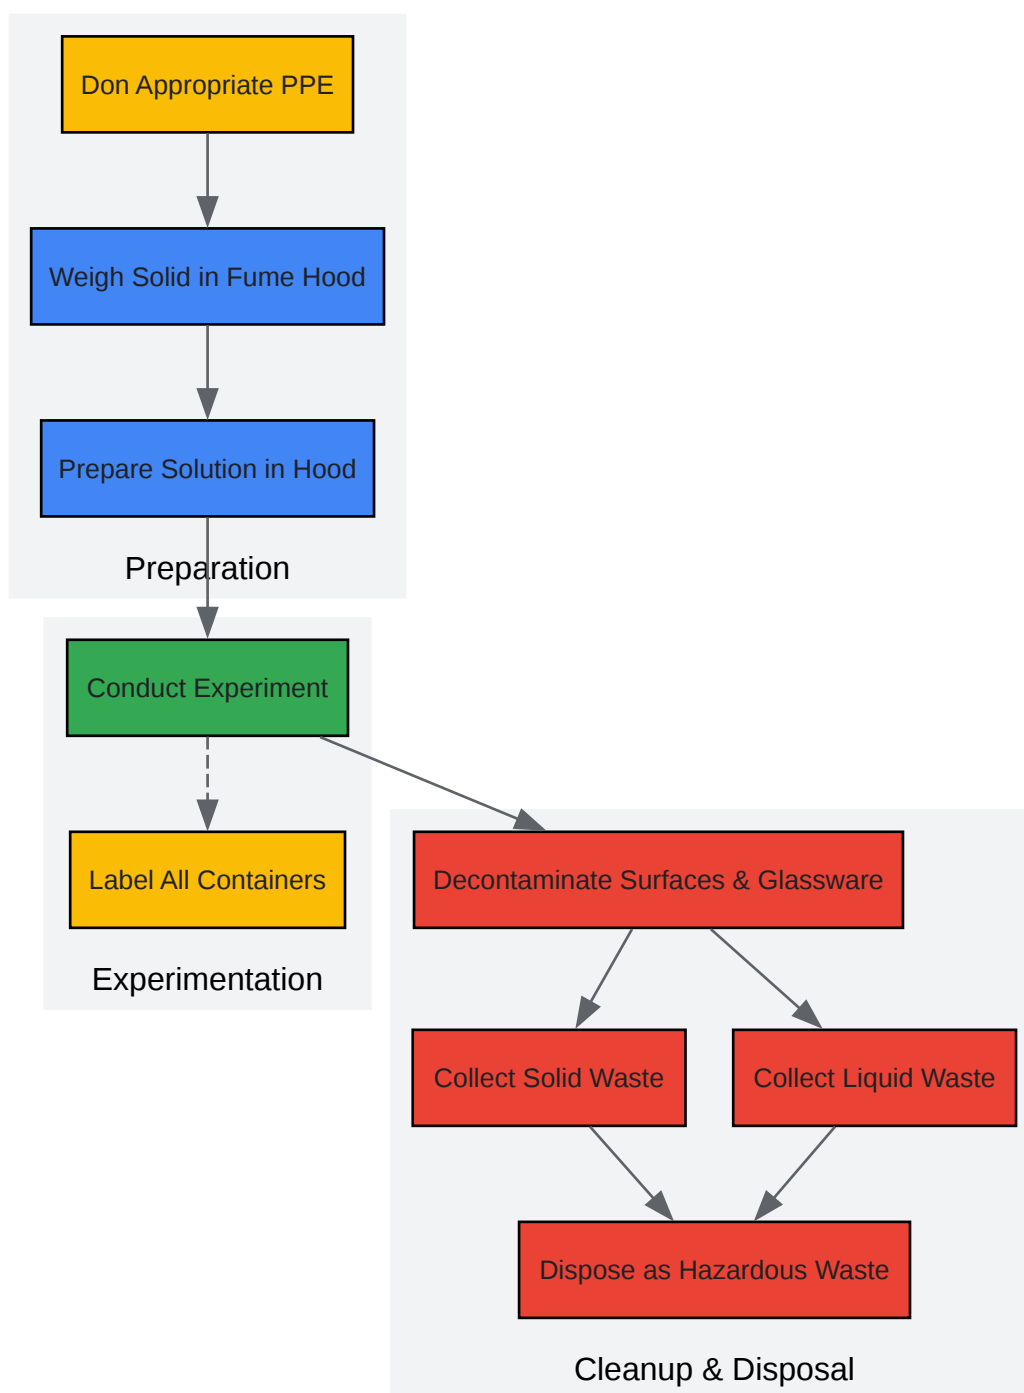 Don Appropriate PPE
Weigh Solid in Fume Hood
Prepare Solution in Hood
Preparation
Conduct Experiment
Label All Containers
Experimentation
Decontaminate Surfaces & Glassware
Collect Solid Waste
Collect Liquid Waste
Dispose as Hazardous Waste
Cleanup & Disposal